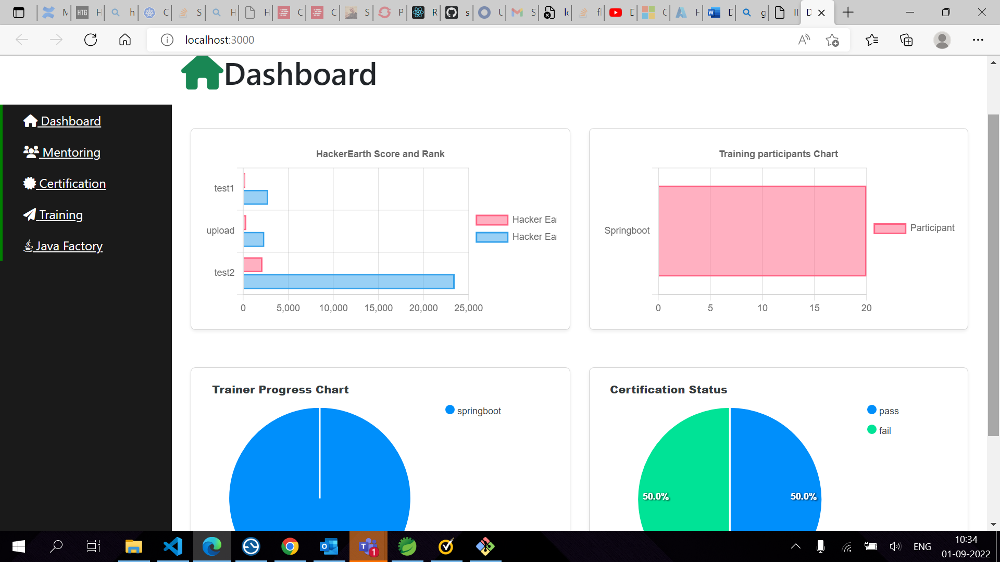 M
H
h
C
S
H
H
C
C
S
P
R
s
U
S
lo
fl
D
C
H
D
g
II
D
localhost:3000
Dashboard
Dashboard
Mentoring
Certification
Training
Java Factory
HackerEarth Score and Rank
test1
upload
test2
0 5,000 10,000 15,000 20,000 25,000
Hacker Ea
Hacker Ea
Training participants Chart
Springboot
0 5 10 15 20
Participant
Trainer Progress Chart
springboot
Certification Status
pass
fail
50.0% 50.0%
1
ENG
10:34
01-09-2022